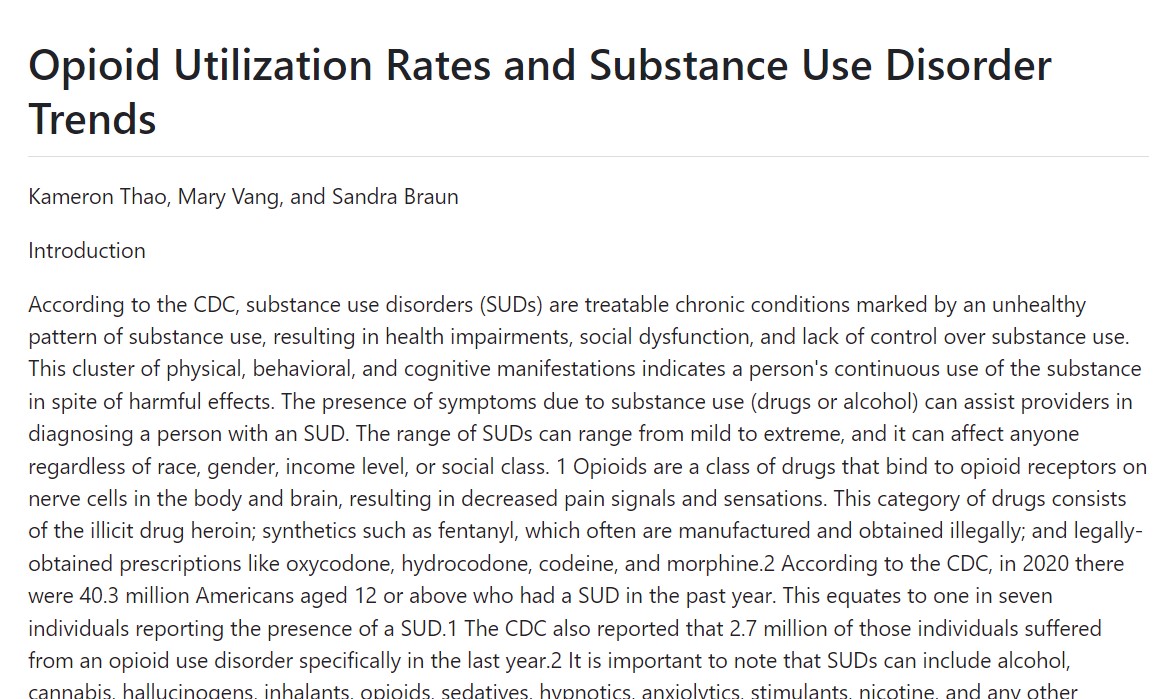 Opioid Utilization Rates and Substance Use Disorder
Trends
Kameron Thao, Mary Vang, and Sandra Braun
Introduction
According to the CDC, substance use disorders (SUDs) are treatable chronic conditions marked by an unhealthy
pattern of substance use, resulting in health impairments, social dysfunction, and lack of control over substance use.
This cluster of physical, behavioral, and cognitive manifestations indicates a person's continuous use of the substance
in spite of harmful effects. The presence of symptoms due to substance use (drugs or alcohol) can assist providers in
diagnosing a person with an SUD. The range of SUDs can range from mild to extreme, and it can affect anyone
regardless of race, gender, income level, or social class. 1 Opioids are a class of drugs that bind to opioid receptors on
nerve cells in the body and brain, resulting in decreased pain signals and sensations. This category of drugs consists
of the illicit drug heroin; synthetics such as fentanyl, which often are manufactured and obtained illegally; and legally-
obtained prescriptions like oxycodone, hydrocodone, codeine, and morphine.2 According to the CDC, in 2020 there
were 40.3 million Americans aged 12 or above who had a SUD in the past year. This equates to one in seven
individuals reporting the presence of a SUD.1 The CDC also reported that 2.7 million of those individuals suffered
from an opioid use disorder specifically in the last year.2 It is important to note that SUDs can include alcohol,
cannabis, hallucinogens, inhalants, opioids, sedatives, hypnotics, anxiolytics, stimulants, nicotine, and any other